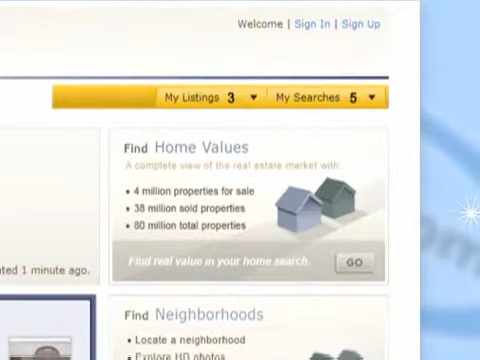 Welcome | Sign In | Sign Up
My Listings 3 My Searches 5
Find Home Values
A complete view of the real estate market with:
• 4 million properties for sale
• 38 million sold properties
• 80 million total properties
Find real value in your home search. GO
1 minute ago.
Find Neighborhoods
• Locate a neighborhood
• Explore HD photos